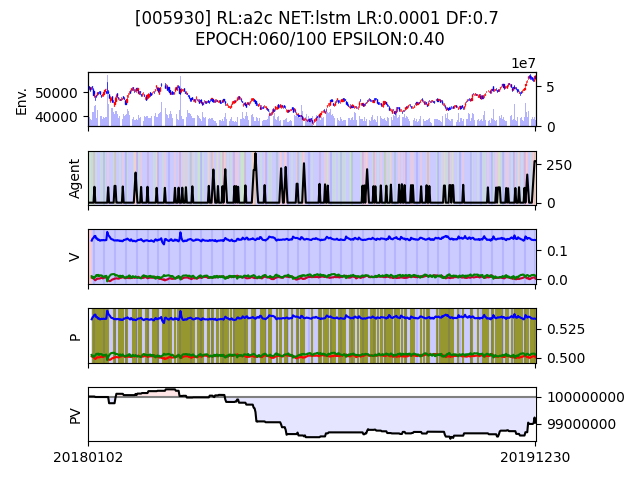 [005930] RL:a2c NET:lstm LR:0.0001 DF:0.7
EPOCH:060/100 EPSILON:0.40
1e7
Env.
50000
40000
5
0
Agent
250
0
V
0.1
0.0
P
0.525
0.500
PV
100000000
99000000
20180102
20191230